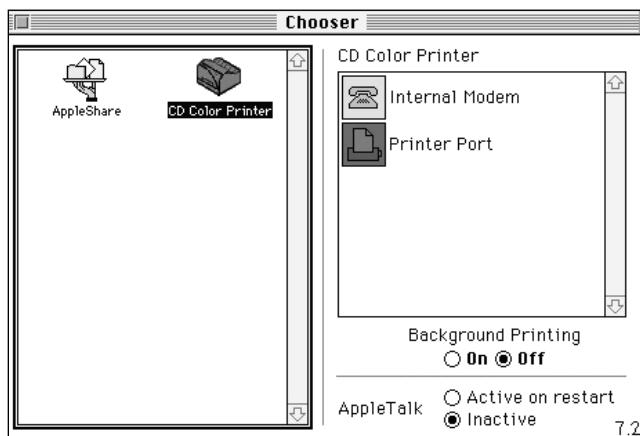 Chooser
AppleShare
CD Color Printer
CD Color Printer
Internal Modem
Printer Port
Background Printing
On Off
AppleTalk
Active on restart
Inactive
7.2